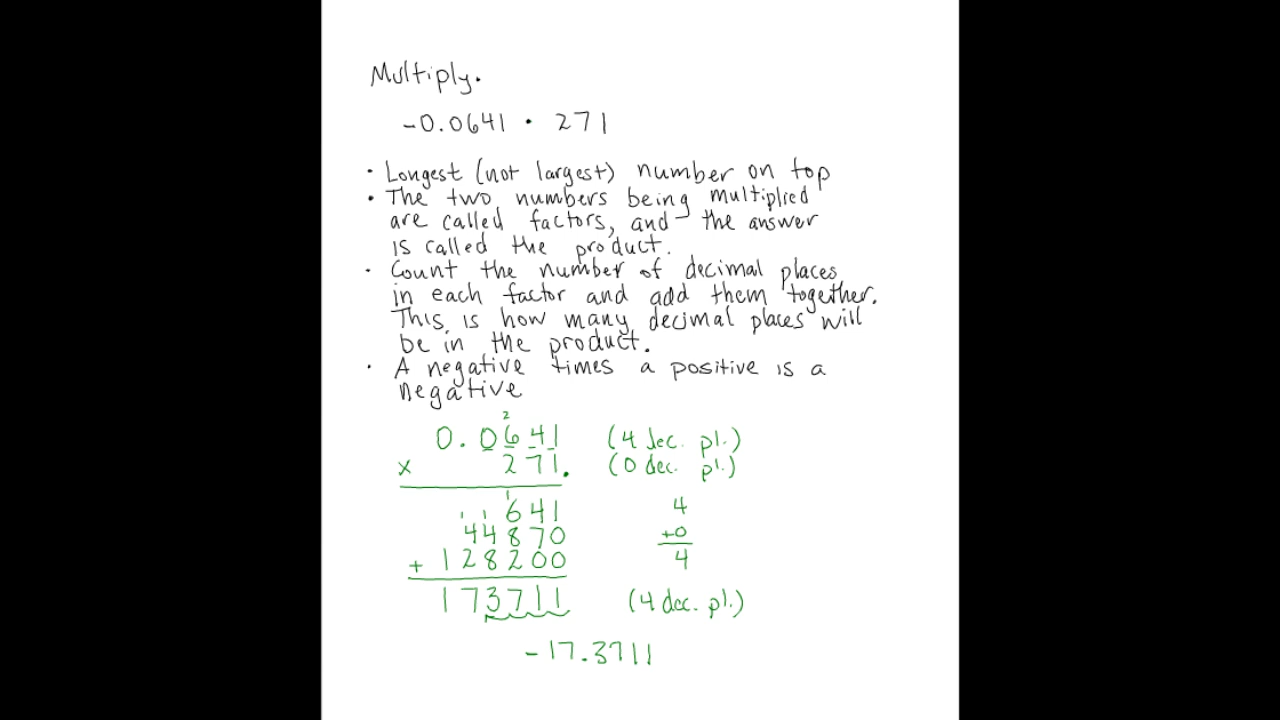 Multiply.
-0.0641 · 271
· Longest (not largest) number on top
· The two numbers being multiplied
are called factors, and the answer
is called the product.
· Count the number of decimal places
in each factor and add them together.
This is how many decimal places will
be in the product.
· A negative times a positive is a
negative
2
0.0641 (4 dec. pl.)
x 271. (0 dec. pl.)
1
641 4
1 1
44870 +0
+ 128200 4
173711 (4 dec. pl.)
-17.3711